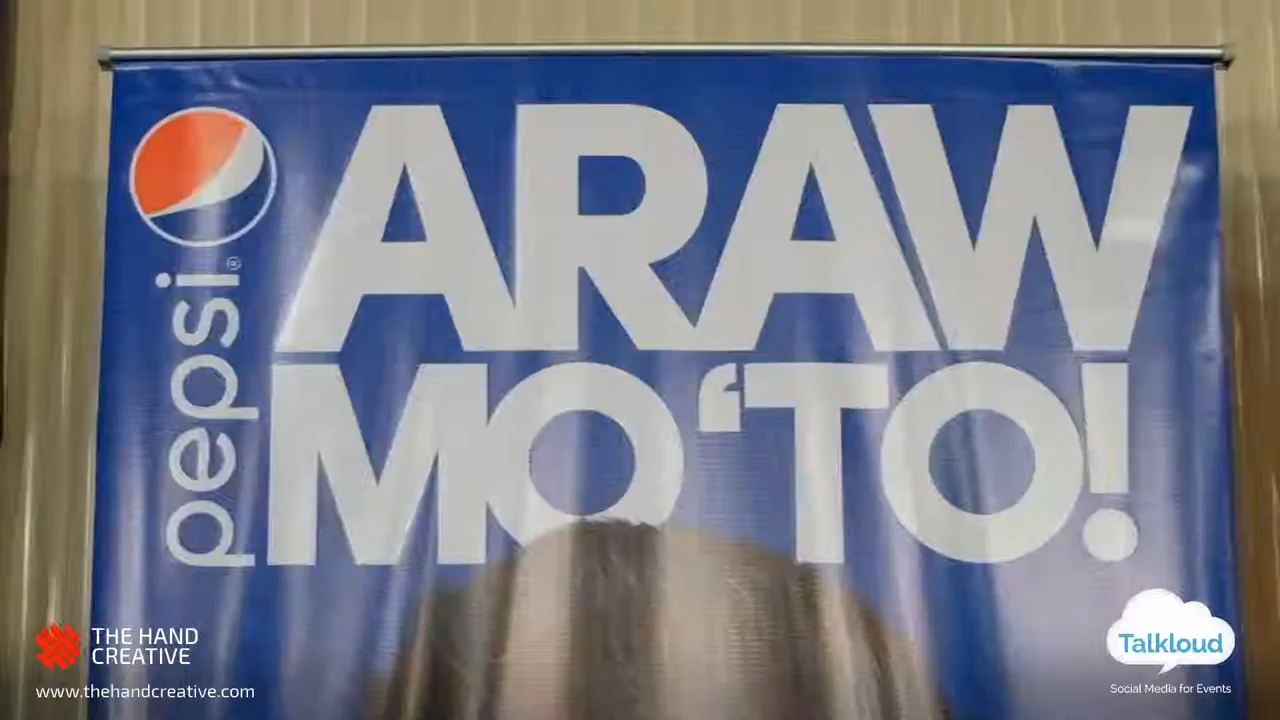 pepsi®
ARAW
MO ‘TO!
THE HAND
CREATIVE
www.thehandcreative.com
Talkloud
Social Media for Events